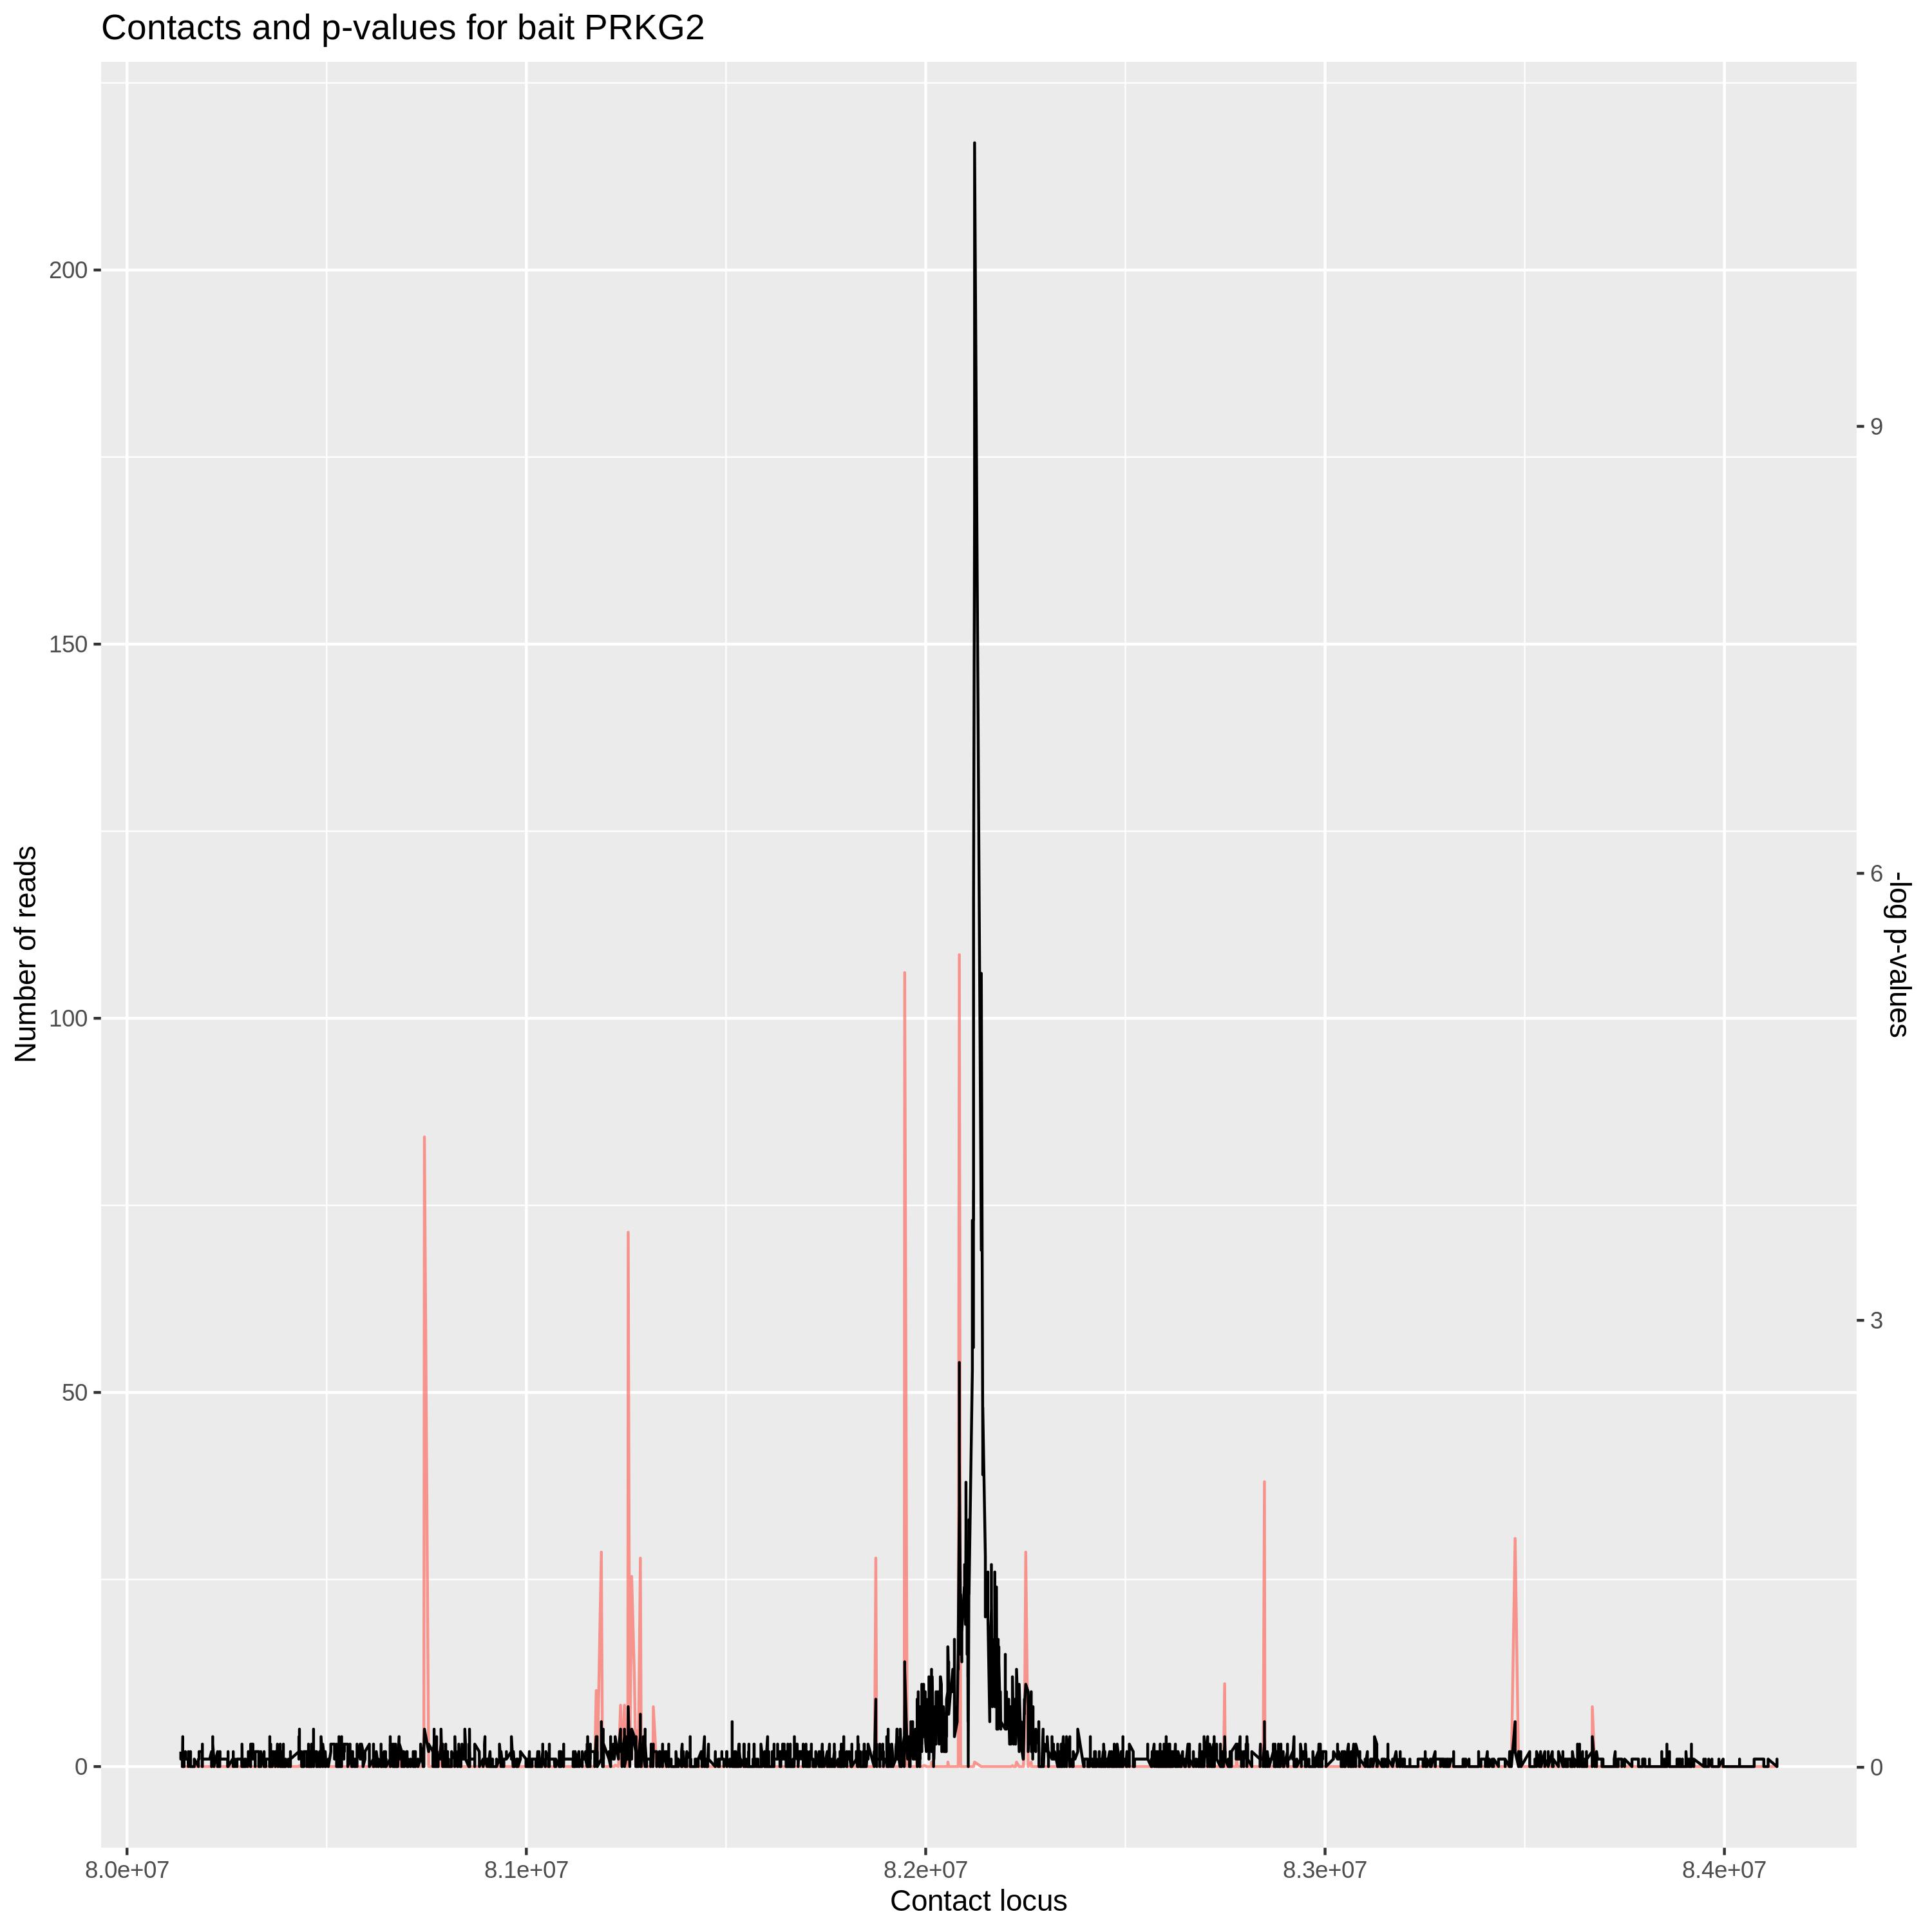 Contacts and p-values for bait PRKG2
200
150
100
50
0
Number of reads
9
6
3
0
-log p-values
8.0e+07
8.1e+07
8.2e+07
8.3e+07
8.4e+07
Contact locus